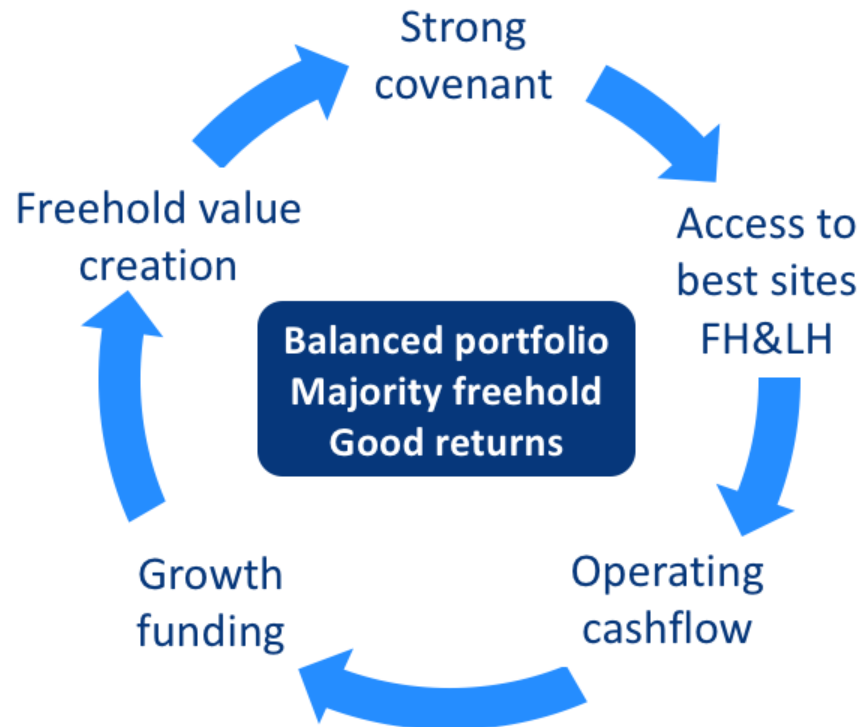 Strong
covenant
Access to
best sites
FH&LH
Operating
cashflow
Growth
funding
Freehold value
creation
Balanced portfolio
Majority freehold
Good returns